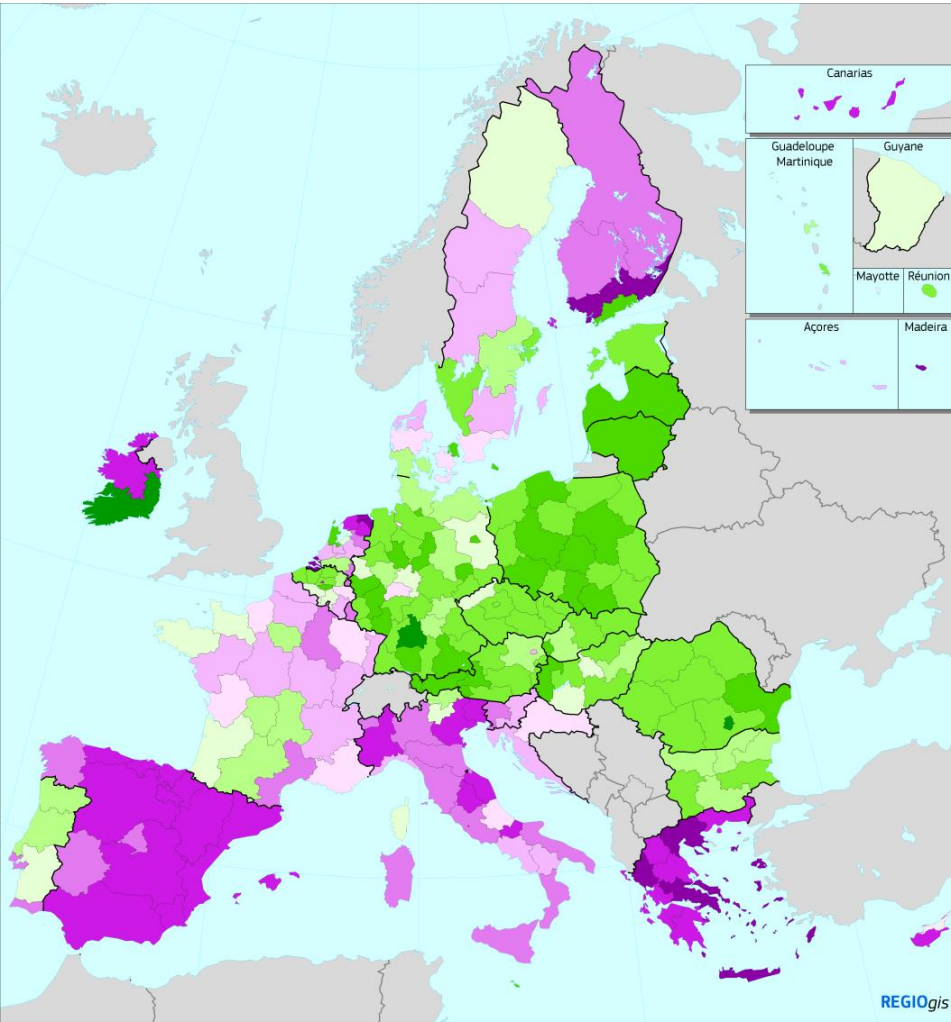 Canarias
Guadeloupe
Martinique
Guyane
Mayotte
Réunion
Açores
Madeira
REGIOgis